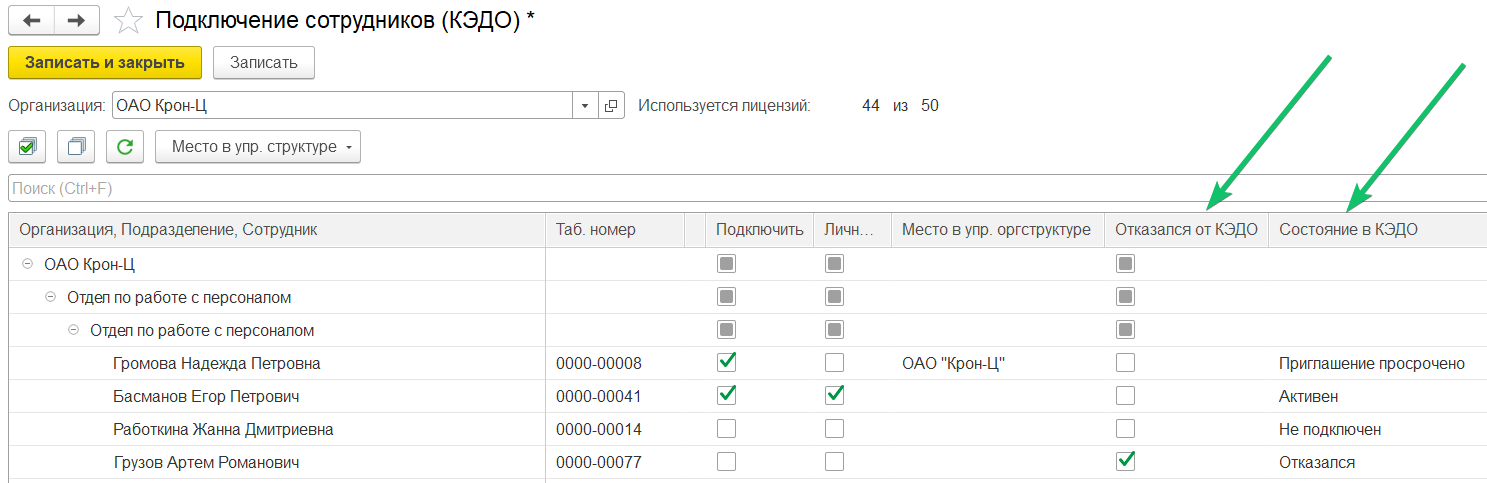 Подключение сотрудников (КЭДО) *
Записать и закрыть Записать
Организация: ОАО Крон-Ц Используется лицензий: 44 из 50
Место в упр. структуре
Поиск (Ctrl+F)
Организация, Подразделение, Сотрудник Таб. номер Подключить Личн... Место в упр. оргструктуре Отказался от КЭДО Состояние в КЭДО
ОАО Крон-Ц
Отдел по работе с персоналом
Отдел по работе с персоналом
Громова Надежда Петровна 0000-00008 ОАО "Крон-Ц" Приглашение просрочено
Басманов Егор Петрович 0000-00041 Активен
Работкина Жанна Дмитриевна 0000-00014 Не подключен
Грузов Артем Романович 0000-00077 Отказался